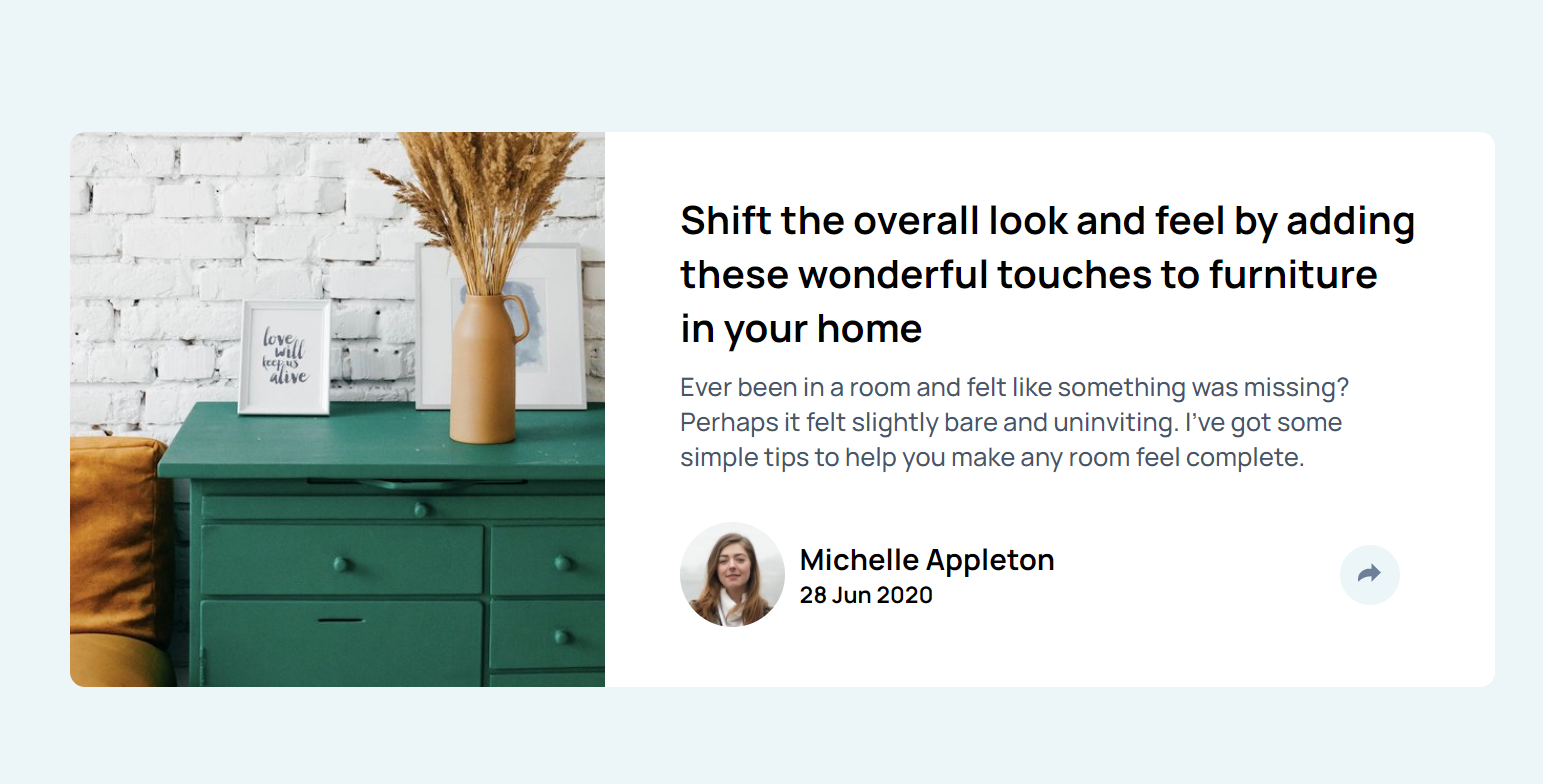 love
will
keep us
alive
Shift the overall look and feel by adding
these wonderful touches to furniture
in your home
Ever been in a room and felt like something was missing?
Perhaps it felt slightly bare and uninviting. I’ve got some
simple tips to help you make any room feel complete.
Michelle Appleton
28 Jun 2020